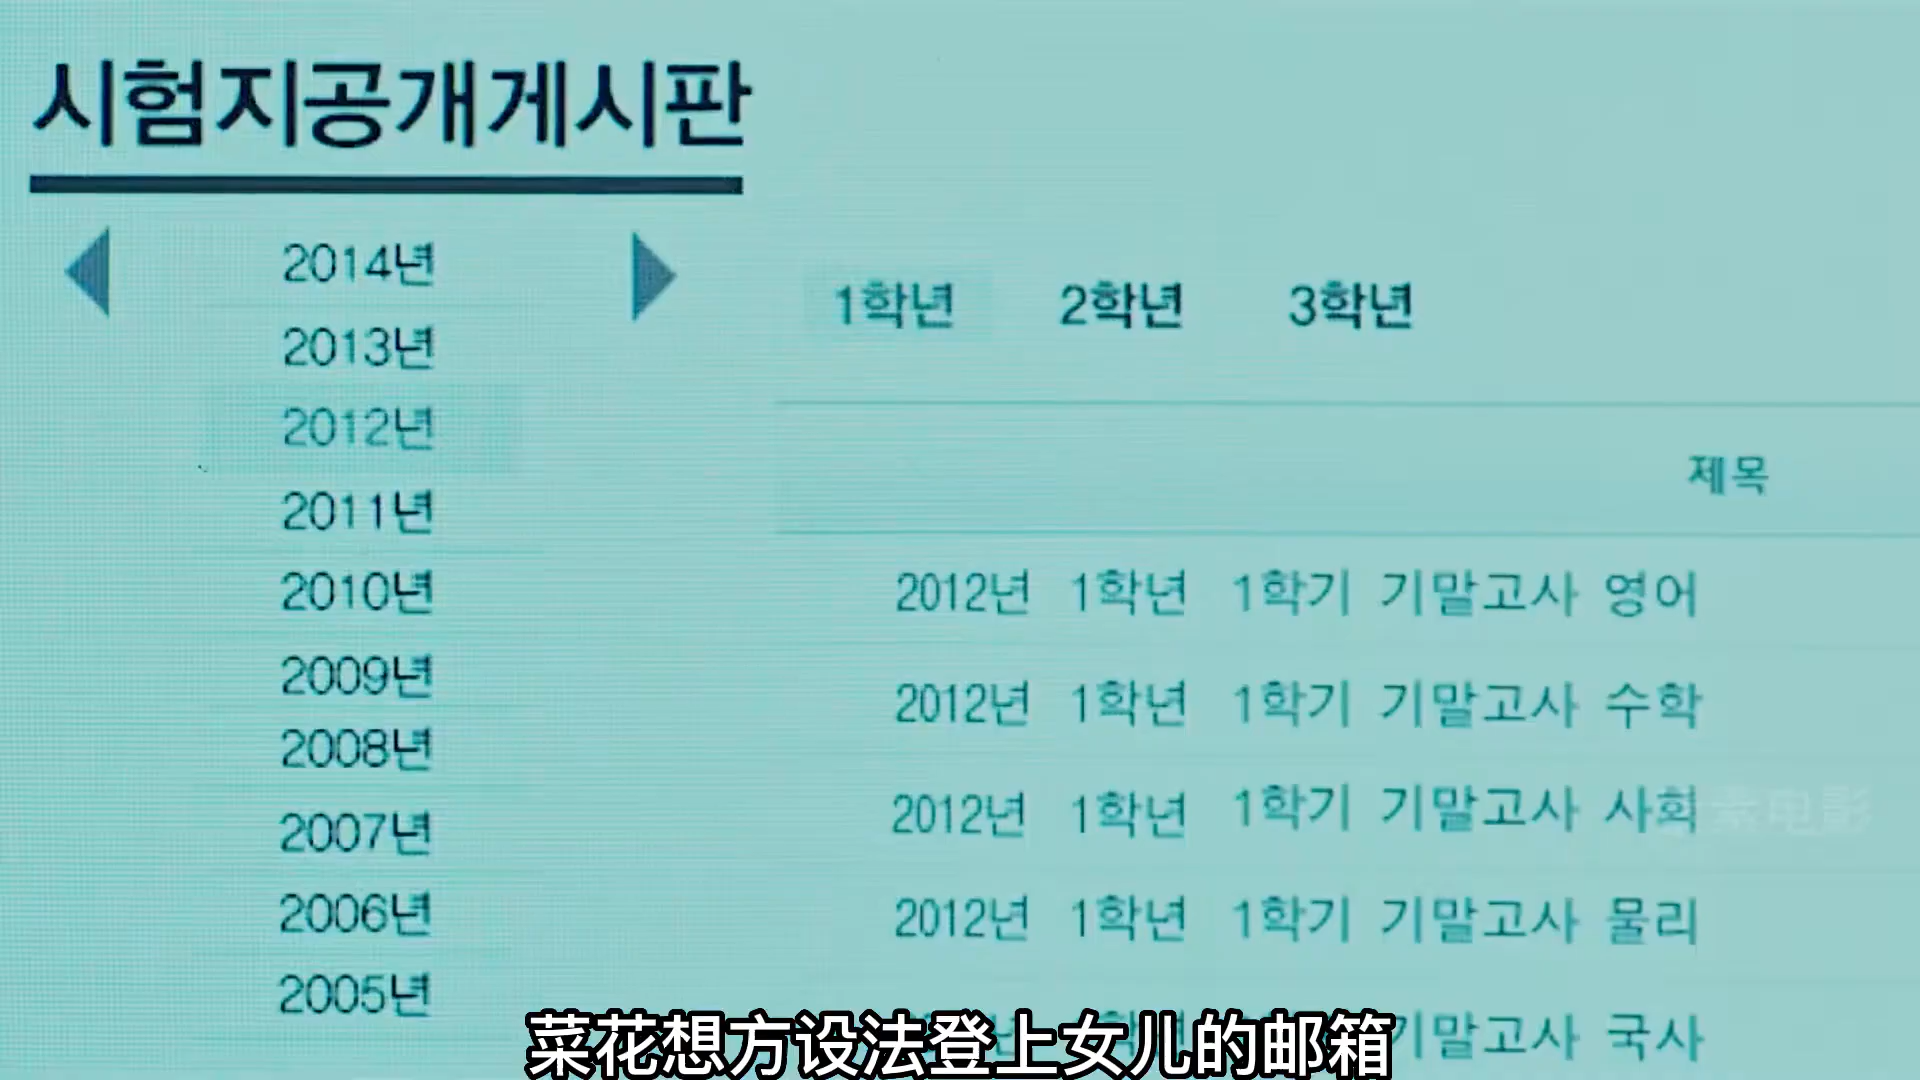 시험지공개게시판
2014년
2013년
2012년
2011년
2010년
2009년
2008년
2007년
2006년
2005년
1학년 2학년 3학년
제목
2012년 1학년 1학기 기말고사 영어
2012년 1학년 1학기 기말고사 수학
2012년 1학년 1학기 기말고사 사회
2012년 1학년 1학기 기말고사 물리
기말고사 국사
素电影
菜花想方设法登上女儿的邮箱